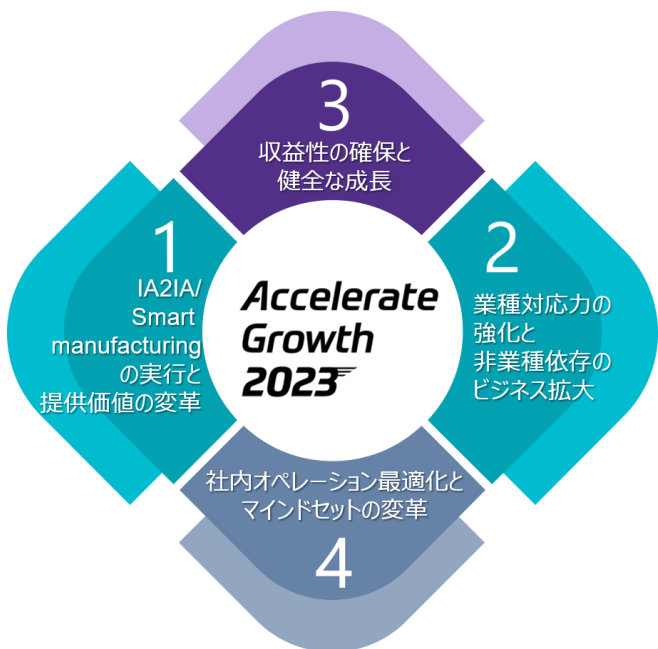 3
収益性の確保と
健全な成長
1
IA2IA/
Smart
manufacturing
の実行と
提供価値の変革
Accelerate
Growth
2023
2
業種対応力の
強化と
非業種依存の
ビジネス拡大
社内オペレーション最適化と
マインドセットの変革
4